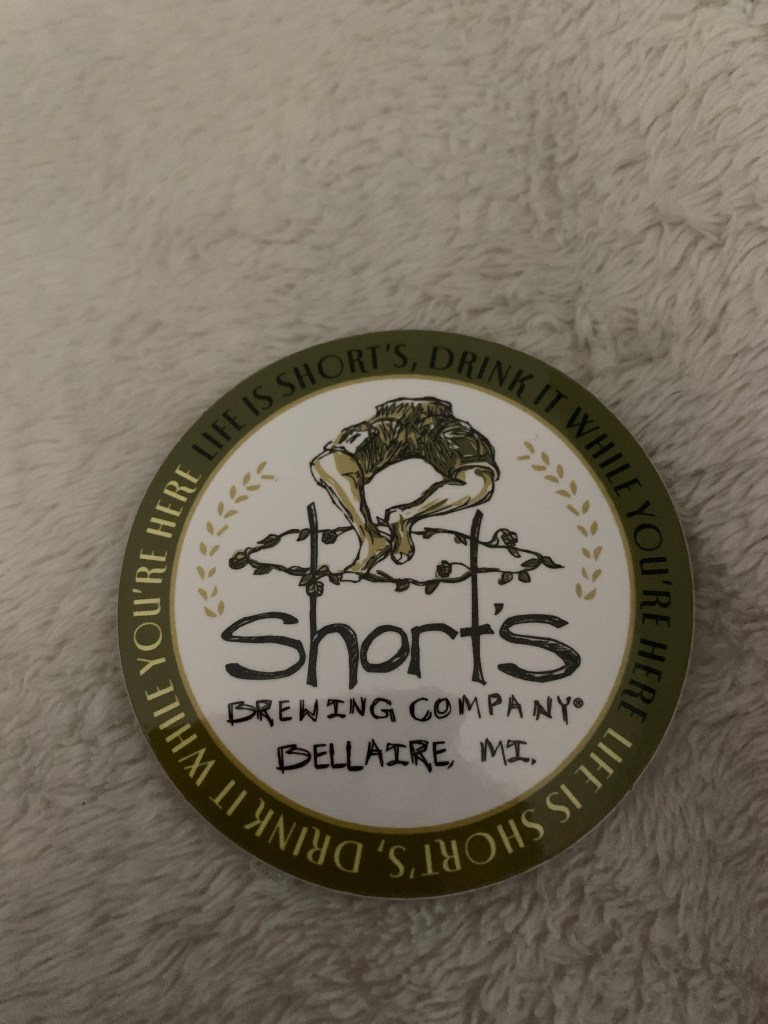 LIFE IS SHORT'S, DRINK IT WHILE YOU'RE HERE
LIFE IS SHORT'S, DRINK IT WHILE YOU'RE HERE
short's
BREWING COMPANY®
BELLAIRE, MI.